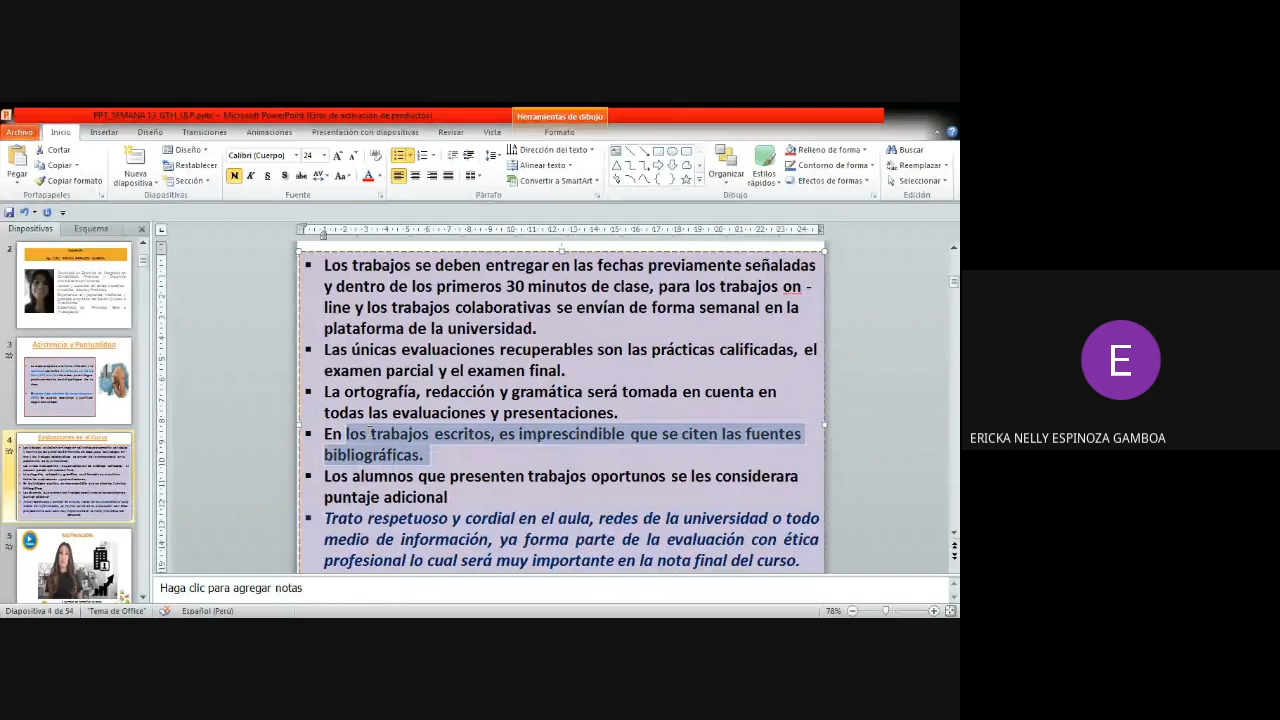 PPT_SEMANA 13_GTH_ULP.pptx - Microsoft PowerPoint (Error de activación de productos)
Herramientas de dibujo
Archivo Inicio Insertar Diseño Transiciones Animaciones Presentación con diapositivas Revisar Vista Formato
Pegar
Cortar
Copiar
Copiar formato
Portapapeles
Nueva diapositiva
Diseño
Restablecer
Sección
Diapositivas
Calibri (Cuerpo) 24
N K S S abc AV Aa A
Fuente
Dirección del texto
Alinear texto
Convertir a SmartArt
Párrafo
Organizar
Estilos rápidos
Relleno de forma
Contorno de forma
Efectos de formas
Dibujo
Buscar
Reemplazar
Seleccionar
Edición
Diapositivas Esquema
2
3
Asistencia y Puntualidad
4
Evaluaciones en el Curso
5
MOTIVACION
Los trabajos se deben entregar en las fechas previamente señaladas
y dentro de los primeros 30 minutos de clase, para los trabajos on -
line y los trabajos colaborativas se envían de forma semanal en la
plataforma de la universidad.
Las únicas evaluaciones recuperables son las prácticas calificadas, el
examen parcial y el examen final.
La ortografía, redacción y gramática será tomada en cuenta en
todas las evaluaciones y presentaciones.
En los trabajos escritos, es imprescindible que se citen las fuentes
bibliográficas.
Los alumnos que presenten trabajos oportunos se les considerara
puntaje adicional
Trato respetuoso y cordial en el aula, redes de la universidad o todo
medio de información, ya forma parte de la evaluación con ética
profesional lo cual será muy importante en la nota final del curso.
Haga clic para agregar notas
Diapositiva 4 de 54 "Tema de Office" Español (Perú) 78%
E
ERICKA NELLY ESPINOZA GAMBOA